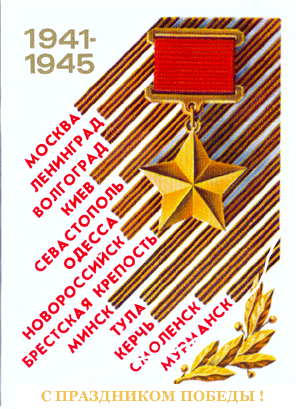 1941-
1945
МОСКВА
ЛЕНИНГРАД
ВОЛГОГРАД
КИЕВ
СЕВАСТОПОЛЬ
ОДЕССА
НОВОРОССИЙСК
БРЕСТСКАЯ КРЕПОСТЬ
МИНСК
ТУЛА
КЕРЧЬ
СМОЛЕНСК
МУРМАНСК
С ПРАЗДНИКОМ ПОБЕДЫ !